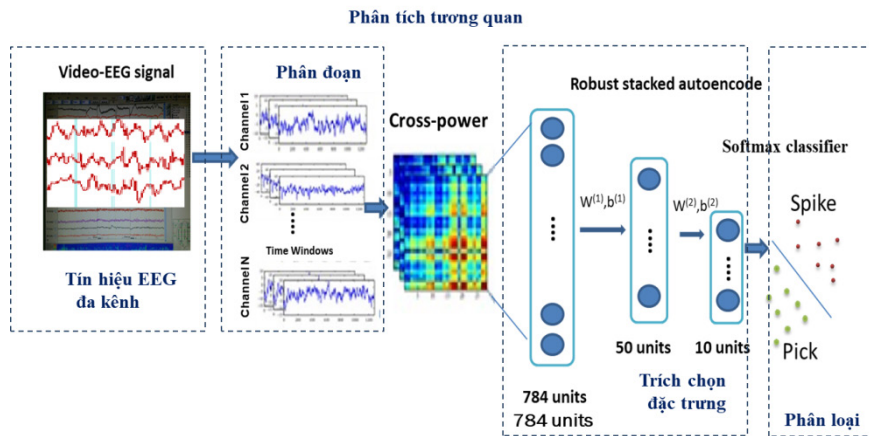 Phân tích tương quan
Video-EEG signal
Tín hiệu EEG
đa kênh
Phân đoạn
Channel 1
Channel 2
Time Windows
Channel N
Cross-power
Robust stacked autoencode
W(1),b(1)
W(2),b(2)
784 units
784 units
50 units
10 units
Trích chọn
đặc trưng
Softmax classifier
Spike
Pick
Phân loại